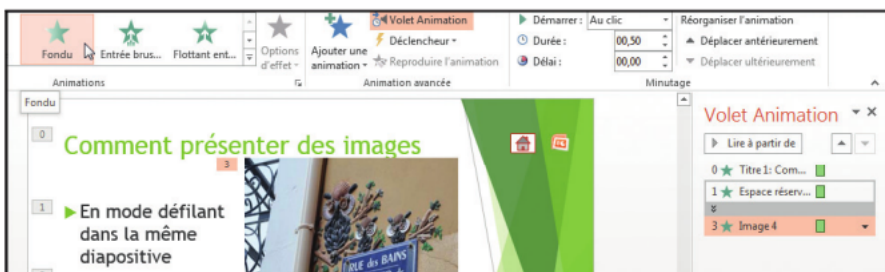 Volet Animation
Démarrer : Au clic
Réorganiser l'animation
Fondu
Entrée brus...
Flottant ent...
Options d'effet
Ajouter une animation
Déclencheur
Reproduire l'animation
Durée : 00,50
Délai : 00,00
Déplacer antérieurement
Déplacer ultérieurement
Animations
Animation avancée
Minutage
Fondu
0
Comment présenter des images
3
1
En mode défilant
dans la même
diapositive
RUE des BAINS
Volet Animation
Lire à partir de
0 Titre 1: Com...
1 Espace réserv...
3 Image 4